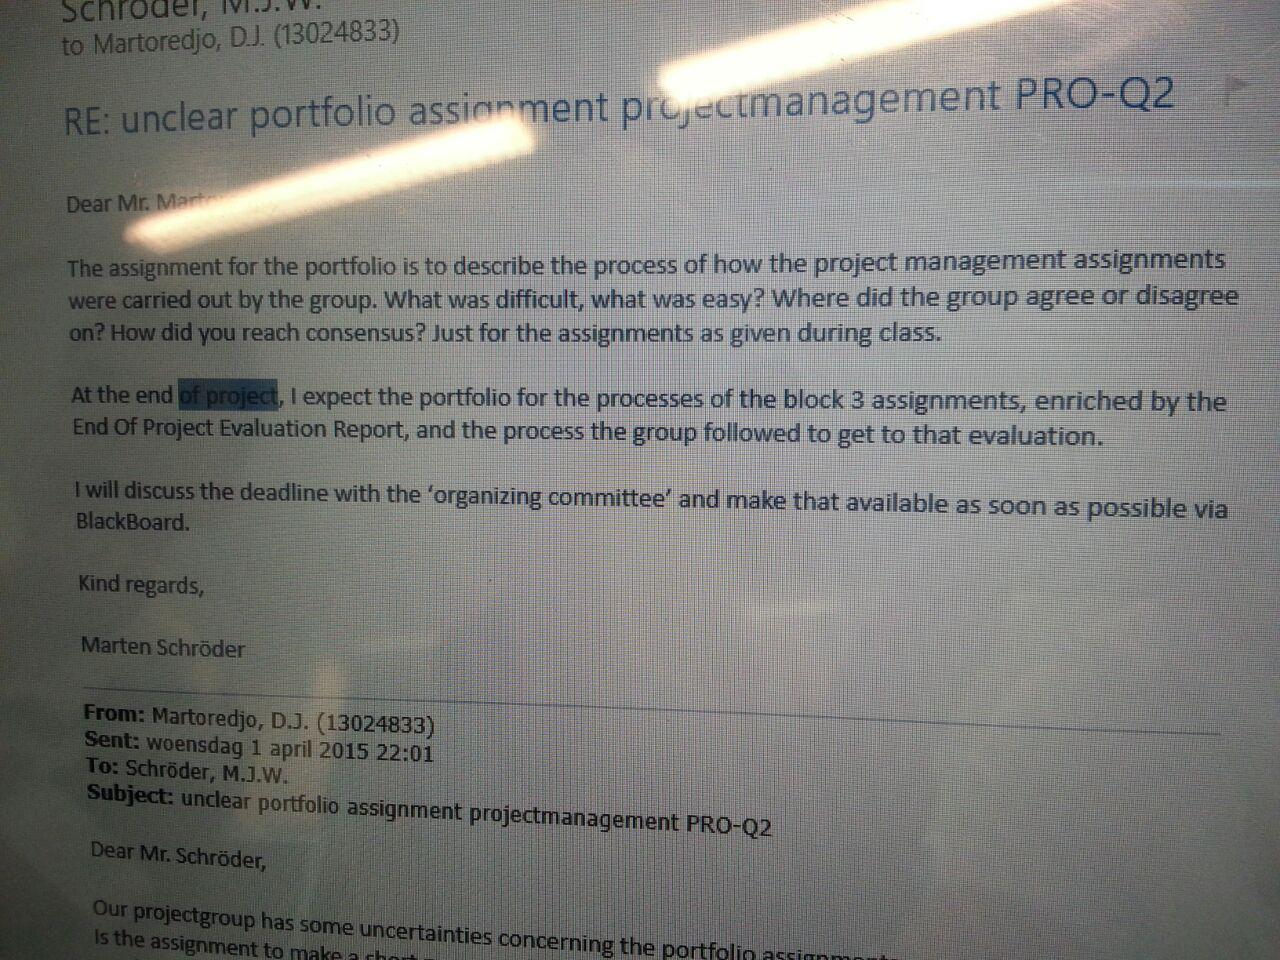 Schröder, M.J.W.
to Martoredjo, D.J. (13024833)
RE: unclear portfolio assignment projectmanagement PRO-Q2
Dear Mr.
The assignment for the portfolio is to describe the process of how the project management assignments
were carried out by the group. What was difficult, what was easy? Where did the group agree or disagree
on? How did you reach consensus? Just for the assignments as given during class.
At the end of project, I expect the portfolio for the processes of the block 3 assignments, enriched by the
End Of Project Evaluation Report, and the process the group followed to get to that evaluation.
I will discuss the deadline with the ‘organizing committee’ and make that available as soon as possible via
BlackBoard.
Kind regards,
Marten Schröder
From: Martoredjo, D.J. (13024833)
Sent: woensdag 1 april 2015 22:01
To: Schröder, M.J.W.
Subject: unclear portfolio assignment projectmanagement PRO-Q2
Dear Mr. Schröder,
Our projectgroup has some uncertainties concerning the portfolio
Is the assignment to make a